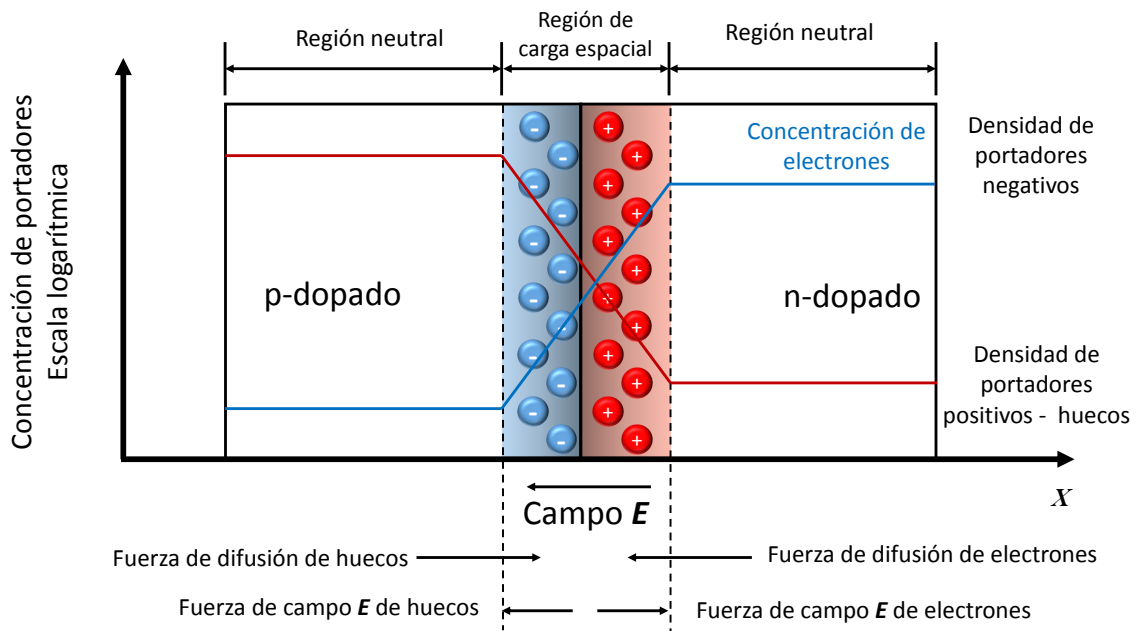 Región neutral
Región de
carga espacial
Región neutral
Concentración de portadores
Escala logarítmica
Concentración de
electrones
Densidad de
portadores
negativos
p-dopado
n-dopado
Densidad de
portadores
positivos - huecos
X
Campo E
Fuerza de difusión de huecos
Fuerza de difusión de electrones
Fuerza de campo E de huecos
Fuerza de campo E de electrones